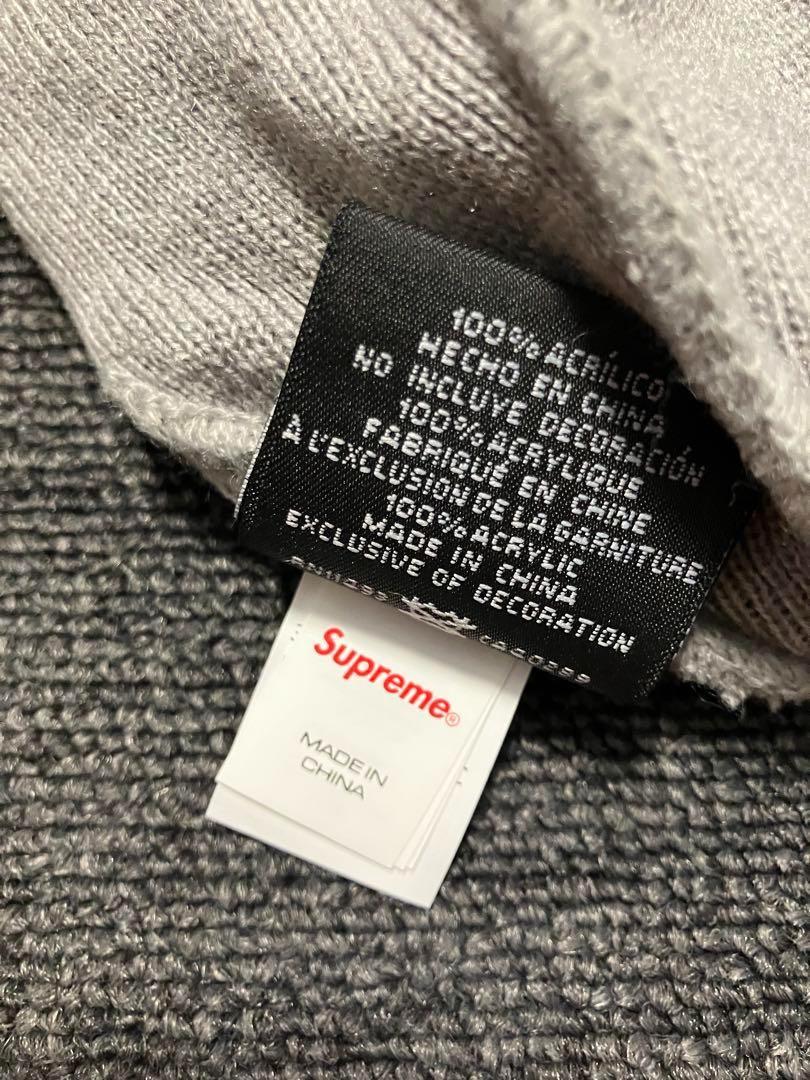 100% ACRÍLICO
HECHO EN CHINA
NO INCLUYE DECORACIÓN
100% ACRYLIQUE
FABRIQUÉ EN CHINE
À L'EXCLUSION DE LA GARMITURE
100% ACRYLIC
MADE IN CHINA
EXCLUSIVE OF DECORATION
Supreme®
MADE IN
CHINA